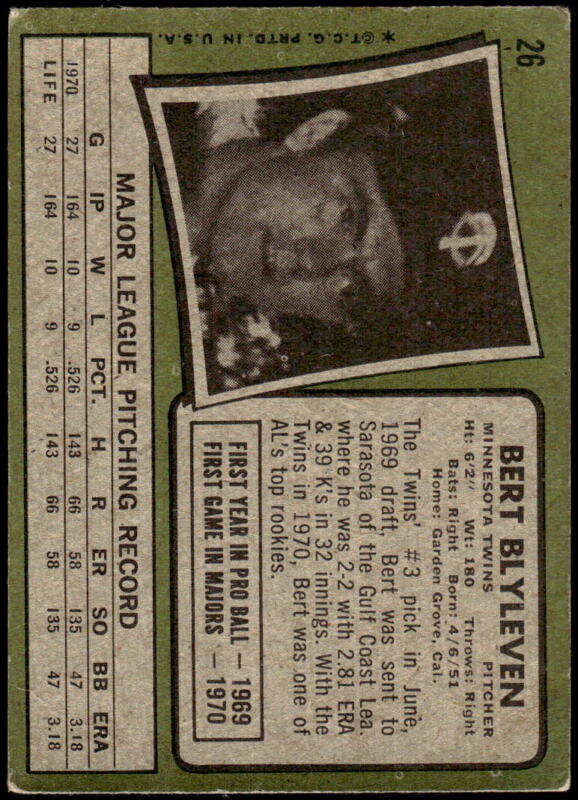 26
BERT BLYLEVEN
MINNESOTA TWINS PITCHER
Ht: 6'2" Wt: 180 Throws: Right
Bats: Right Born: 4/6/51
Home: Garden Grove, Cal.
The Twins' #3 pick in June,
1969 draft, Bert was sent to
Sarasota of the Gulf Coast Lea.
where he was 2-2 with 2.81 ERA
& 39 K's in 32 innings. With the
Twins in 1970, Bert was one of
AL's top rookies.
FIRST YEAR IN PRO BALL — 1969
FIRST GAME IN MAJORS — 1970
MAJOR LEAGUE PITCHING RECORD
G IP W L PCT. H R ER SO BB ERA
1970 27 164 10 9 .526 143 66 58 135 47 3.18
LIFE 27 164 10 9 .526 143 66 58 135 47 3.18
* © T.C.G. PRTD. IN U.S.A.